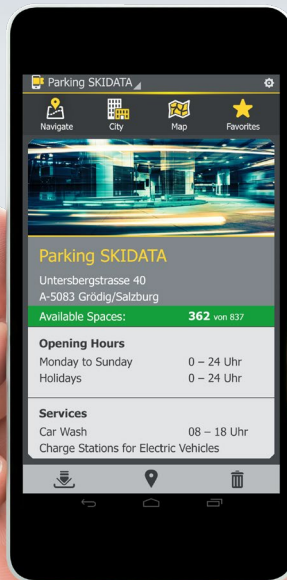 Parking SKIDATA
Navigate City Map Favorites
Parking SKIDATA
Untersbergstrasse 40
A-5083 Grödig/Salzburg
Available Spaces: 362 von 837
Opening Hours
Monday to Sunday 0 – 24 Uhr
Holidays 0 – 24 Uhr
Services
Car Wash 08 – 18 Uhr
Charge Stations for Electric Vehicles